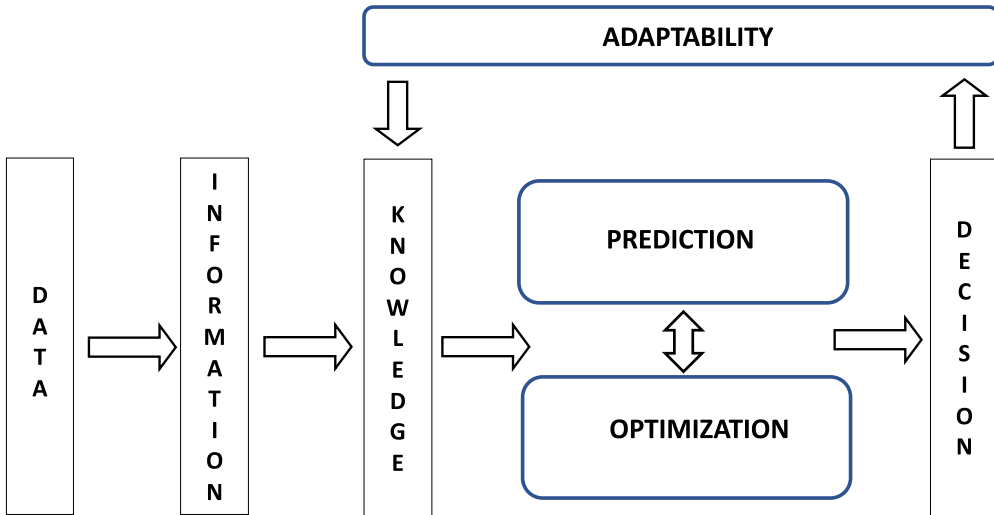 ADAPTABILITY
DATA
INFORMATION
KNOWLEDGE
PREDICTION
OPTIMIZATION
DECISION